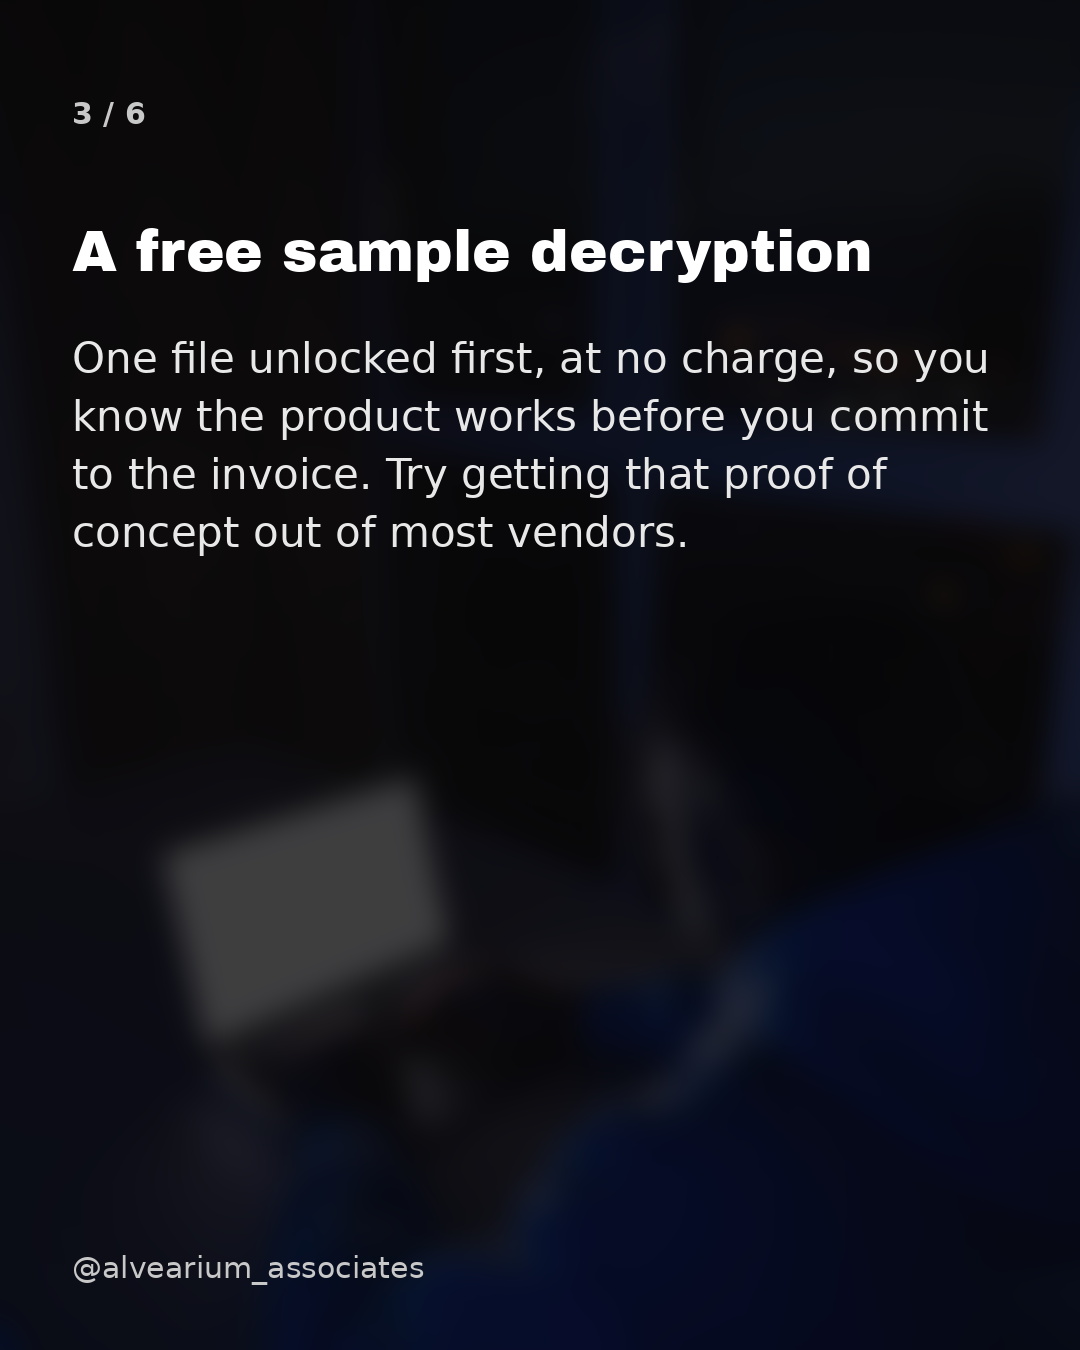 3 / 6
A free sample decryption
One file unlocked first, at no charge, so you
know the product works before you commit
to the invoice. Try getting that proof of
concept out of most vendors.
@alvearium_associates